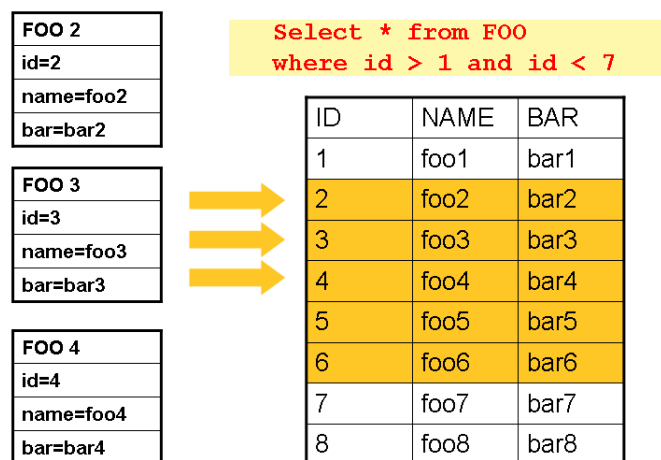 FOO 2
id=2
name=foo2
bar=bar2
FOO 3
id=3
name=foo3
bar=bar3
FOO 4
id=4
name=foo4
bar=bar4
Select * from FOO
where id > 1 and id < 7
ID NAME BAR
1 foo1 bar1
2 foo2 bar2
3 foo3 bar3
4 foo4 bar4
5 foo5 bar5
6 foo6 bar6
7 foo7 bar7
8 foo8 bar8